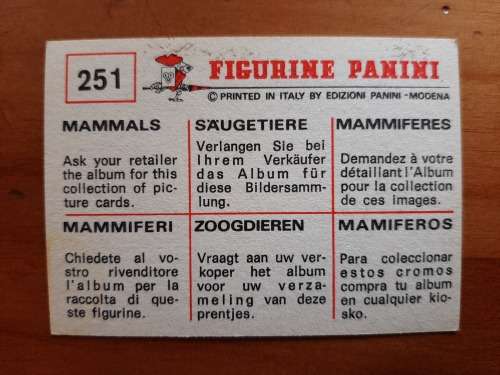 251
FIGURINE PANINI
© PRINTED IN ITALY BY EDIZIONI PANINI - MODENA
MAMMALS
Ask your retailer
the album for this
collection of pic-
ture cards.
SÄUGETIERE
Verlangen Sie bei
Ihrem Verkäufer
das Album für
diese Bildersamm-
lung.
MAMMIFERES
Demandez à votre
détaillant l'Album
pour la collection
de ces images.
MAMMIFERI
Chiedete al vo-
stro rivenditore
l'album per la
raccolta di que-
ste figurine.
ZOOGDIEREN
Vraagt aan uw ver-
koper het album
voor uw verza-
meling van deze
prentjes.
MAMIFEROS
Para coleccionar
estos cromos
compra tu album
en cualquier kio-
sko.